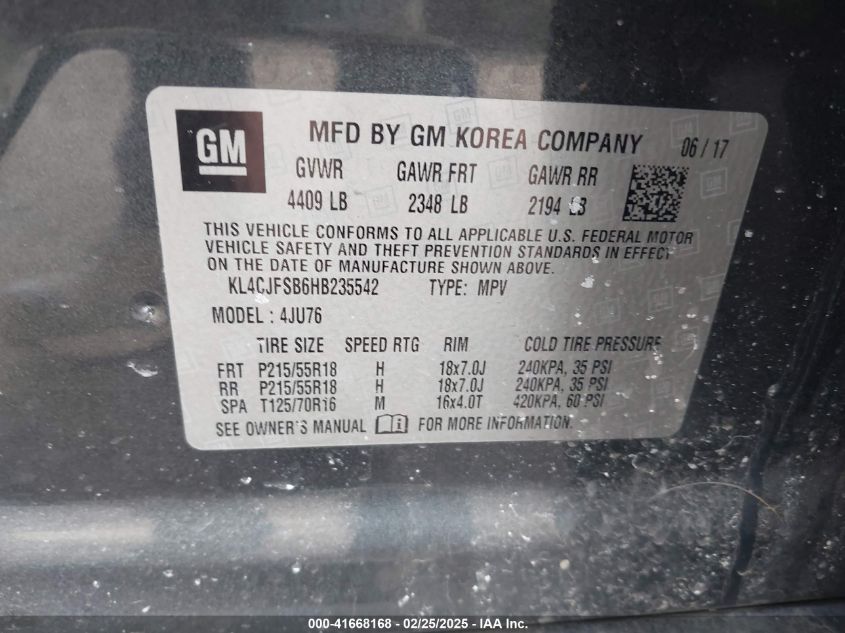 GM
MFD BY GM KOREA COMPANY 06 / 17
GVWR GAWR FRT GAWR RR
4409 LB 2348 LB 2194 LB
THIS VEHICLE CONFORMS TO ALL APPLICABLE U.S. FEDERAL MOTOR
VEHICLE SAFETY AND THEFT PREVENTION STANDARDS IN EFFECT
ON THE DATE OF MANUFACTURE SHOWN ABOVE.
KL4CJFSB6HB235542 TYPE: MPV
MODEL : 4JU76
TIRE SIZE SPEED RTG RIM COLD TIRE PRESSURE
FRT P215/55R18 H 18x7.0J 240KPA, 35 PSI
RR P215/55R18 H 18x7.0J 240KPA, 35 PSI
SPA T125/70R16 M 16x4.0T 420KPA, 60 PSI
SEE OWNER'S MANUAL FOR MORE INFORMATION.
000-41668168 - 02/25/2025 - IAA Inc.